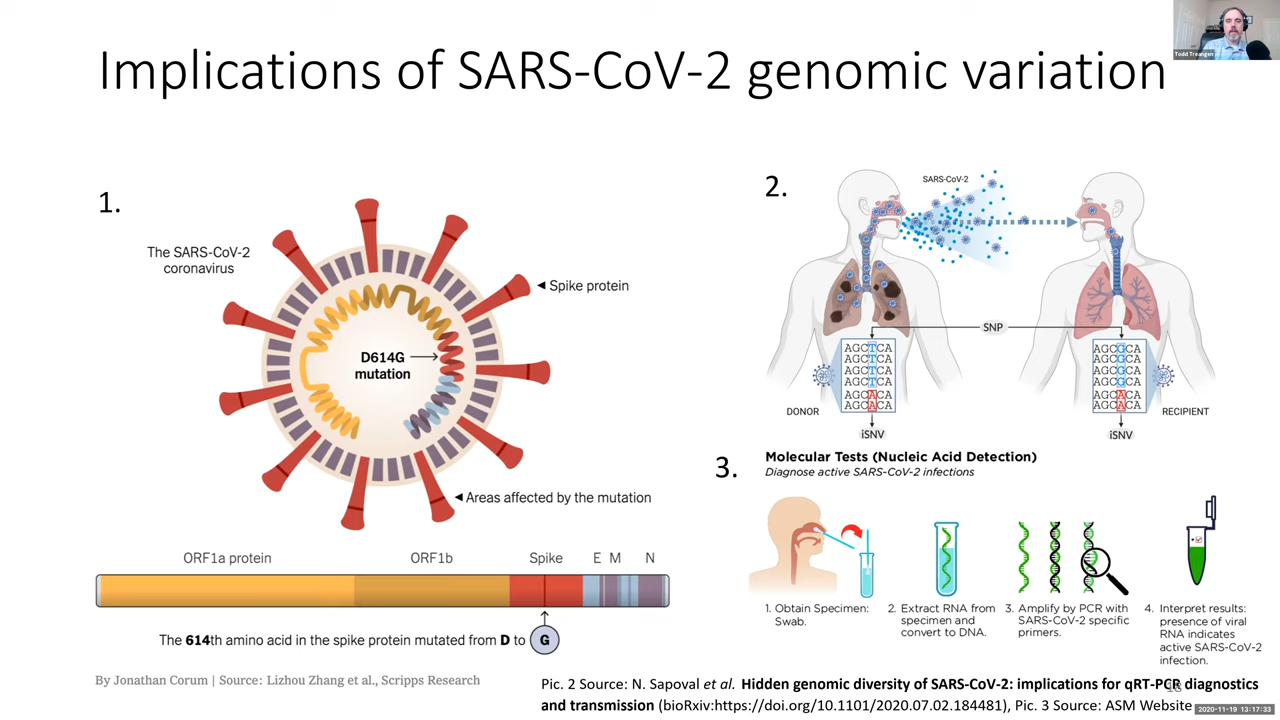 Implications of SARS-CoV-2 genomic variation
Todd Treangen
1.
The SARS-CoV-2
coronavirus
Spike protein
D614G
mutation
Areas affected by the mutation
ORF1a protein
ORF1b
Spike
E
M
N
The 614th amino acid in the spike protein mutated from D to G
By Jonathan Corum | Source: Lizhou Zhang et al., Scripps Research
2.
SARS-CoV-2
SNP
AGCTCA
AGCTCA
AGCTCA
AGCTCA
AGCACA
AGCACA
DONOR
iSNV
AGCGCA
AGCGCA
AGCGCA
AGCGCA
AGCACA
AGCACA
RECIPIENT
iSNV
3.
Molecular Tests (Nucleic Acid Detection)
Diagnose active SARS-CoV-2 infections
1. Obtain Specimen:
Swab.
2. Extract RNA from
specimen and
convert to DNA.
3. Amplify by PCR with
SARS-CoV-2 specific
primers.
4. Interpret results:
presence of viral
RNA indicates
active SARS-CoV-2
infection.
Pic. 2 Source: N. Sapoval et al. Hidden genomic diversity of SARS-CoV-2: implications for qRT-PCR diagnostics
and transmission (bioRxiv:https://doi.org/10.1101/2020.07.02.184481), Pic. 3 Source: ASM Website
2020-11-19 13:17:33